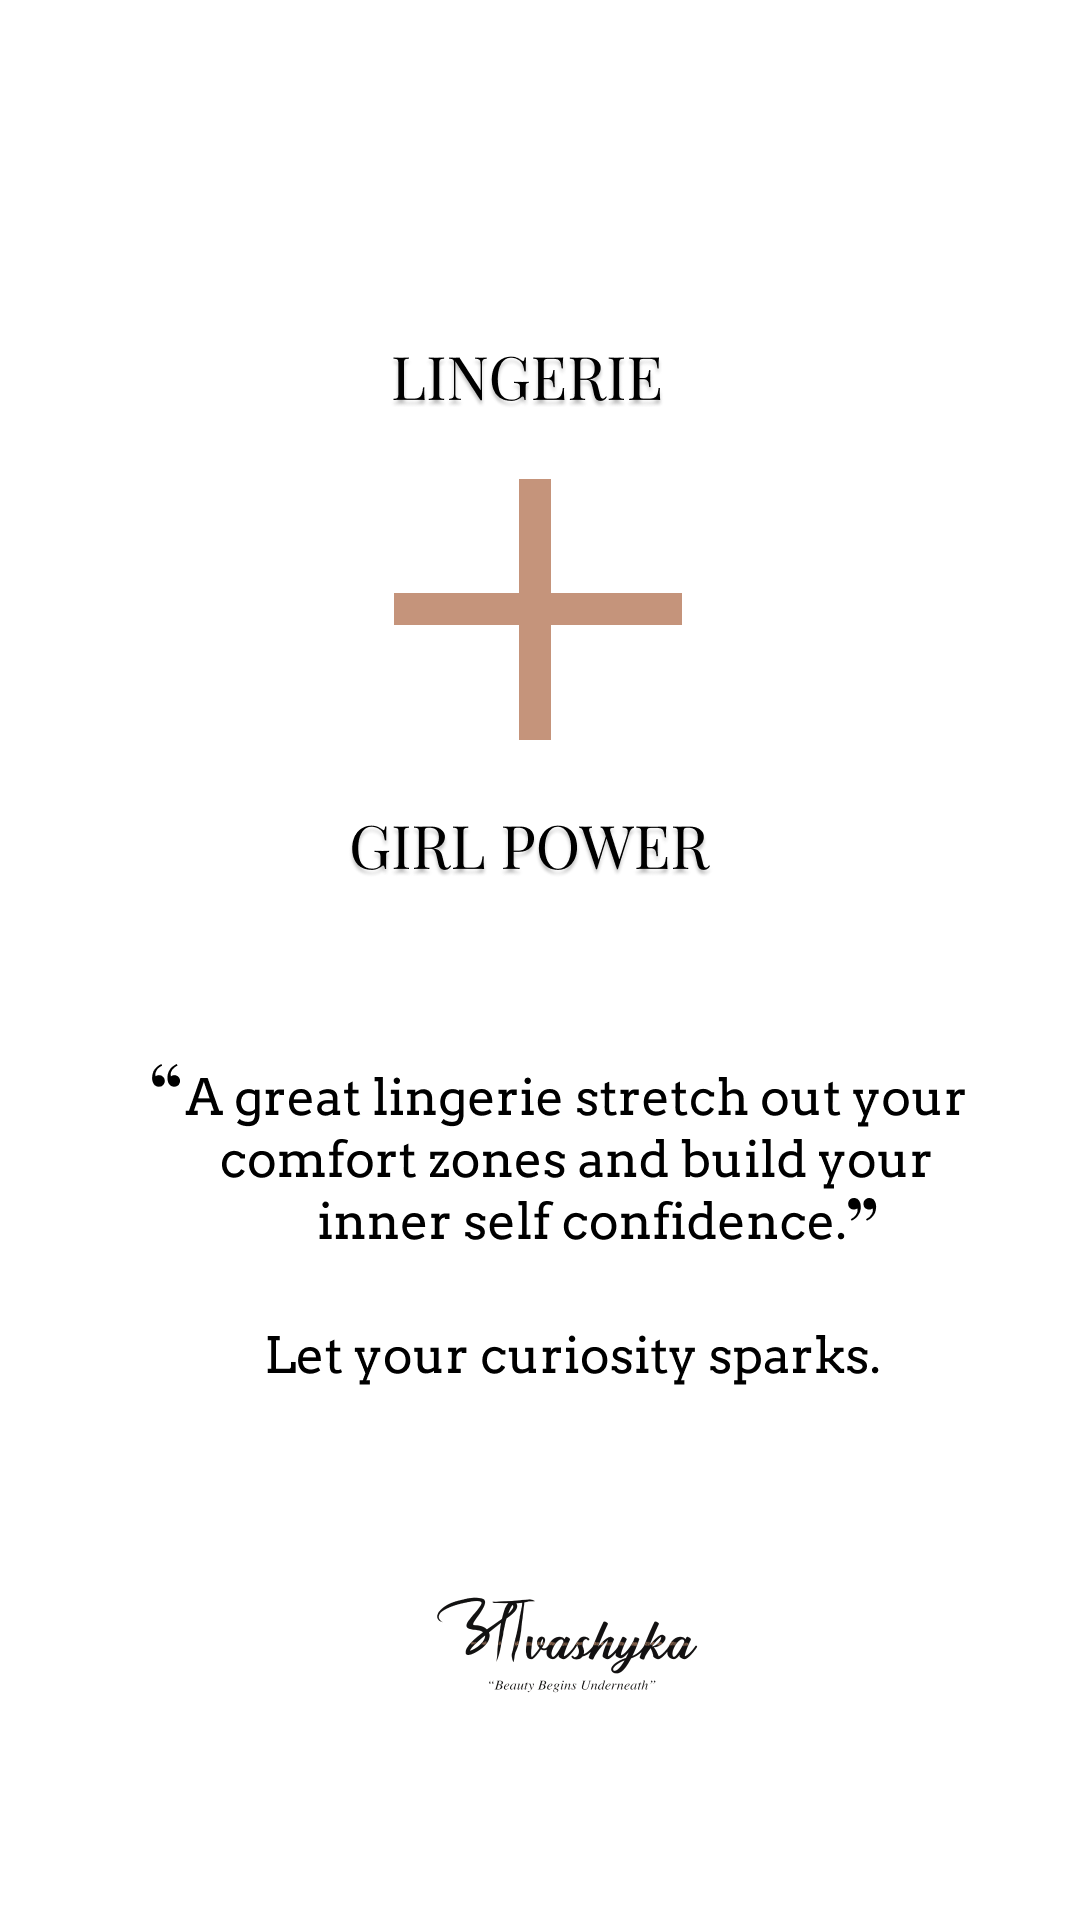 LINGERIE
GIRL POWER
“A great lingerie stretch out your
comfort zones and build your
inner self confidence.”
Let your curiosity sparks.
आvashyka
“Beauty Begins Underneath”